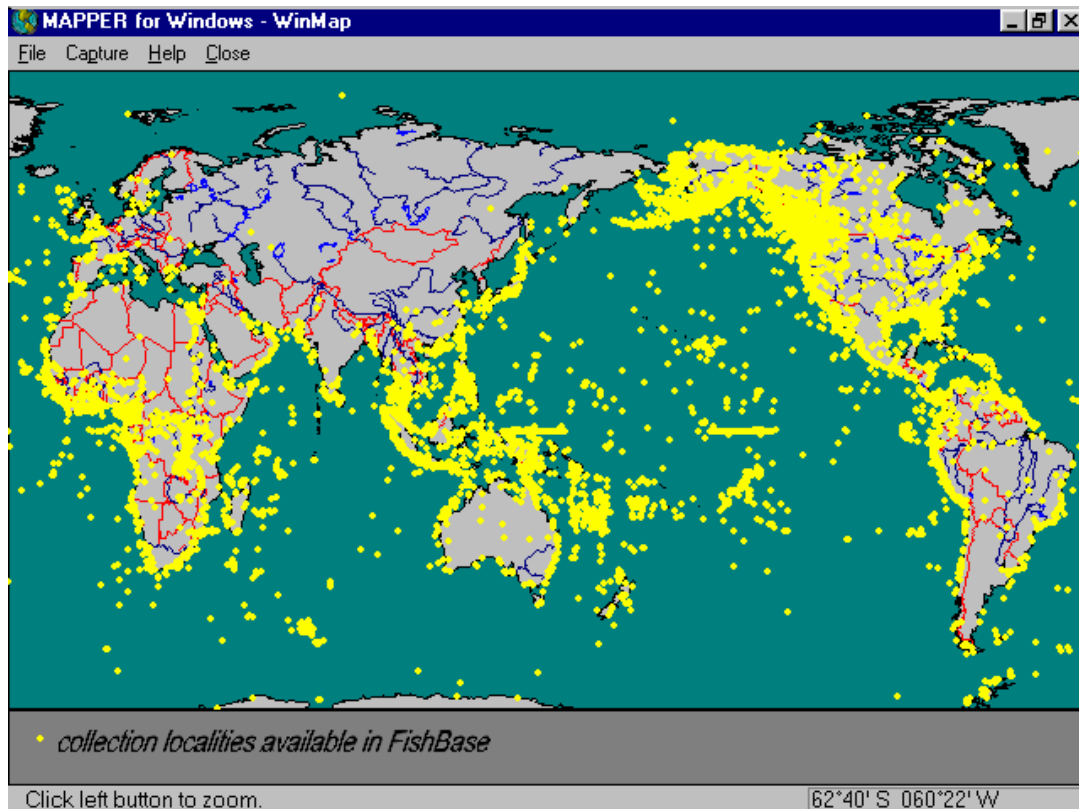 MAPPER for Windows - WinMap
File Capture Help Close
collection localities available in FishBase
Click left button to zoom.
62°40' S 060°22' W